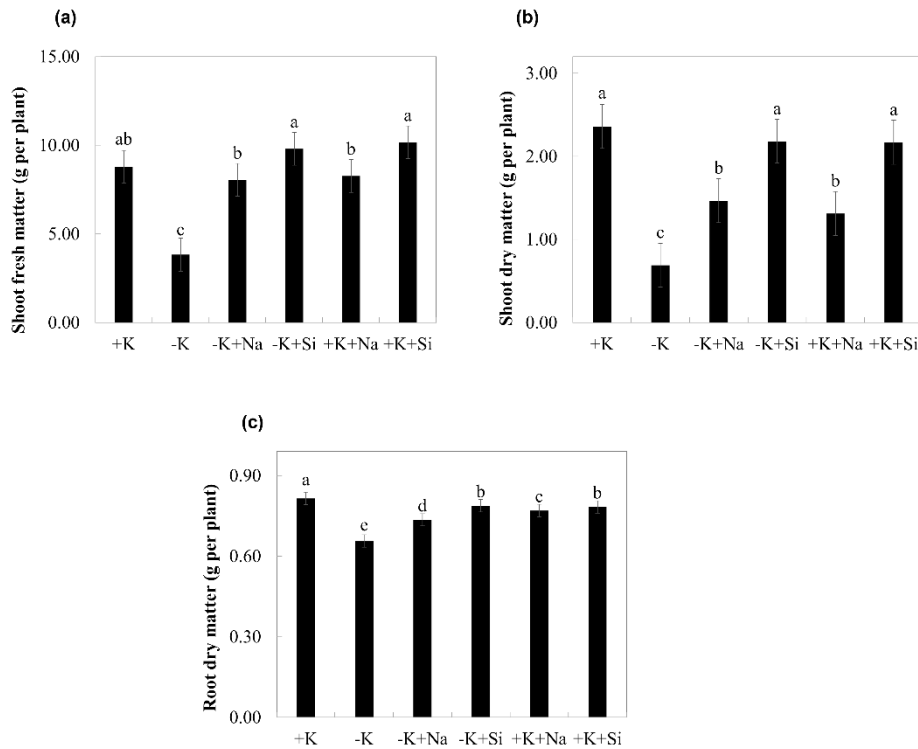 (a)
Shoot fresh matter (g per plant)
15.00
10.00
5.00
0.00
ab
c
b
a
b
a
+K -K -K+Na -K+Si +K+Na +K+Si
(b)
Shoot dry matter (g per plant)
3.00
2.00
1.00
0.00
a
c
b
a
b
a
+K -K -K+Na -K+Si +K+Na +K+Si
(c)
Root dry matter (g per plant)
0.90
0.60
0.30
0.00
a
e
d
b
c
b
+K -K -K+Na -K+Si +K+Na +K+Si